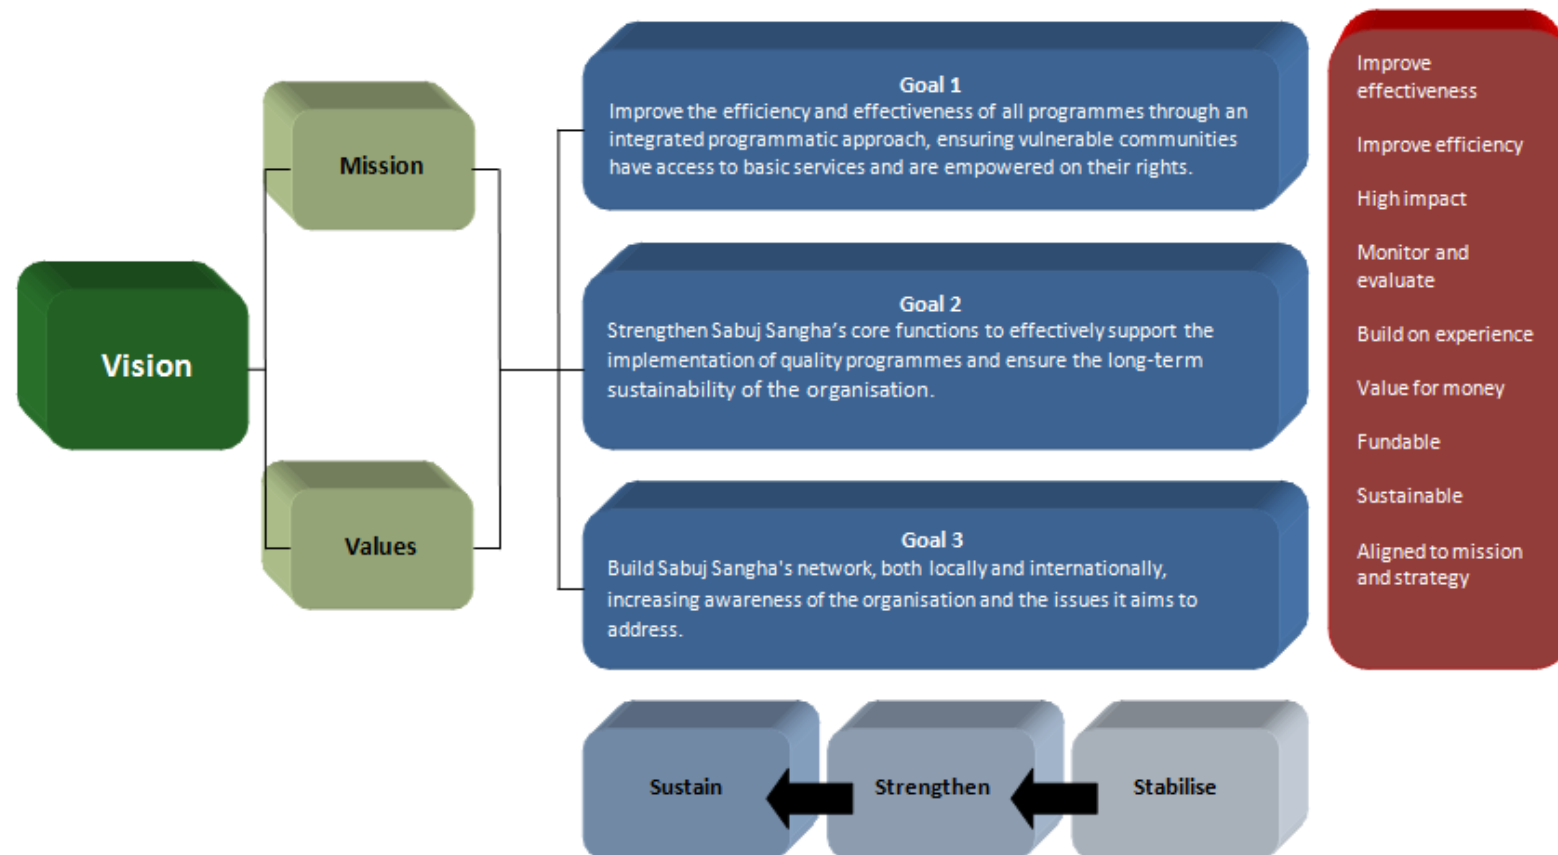 Vision
Mission
Values
Goal 1
Improve the efficiency and effectiveness of all programmes through an
integrated programmatic approach, ensuring vulnerable communities
have access to basic services and are empowered on their rights.
Goal 2
Strengthen Sabuj Sangha’s core functions to effectively support the
implementation of quality programmes and ensure the long-term
sustainability of the organisation.
Goal 3
Build Sabuj Sangha's network, both locally and internationally,
increasing awareness of the organisation and the issues it aims to
address.
Improve
effectiveness
Improve efficiency
High impact
Monitor and
evaluate
Build on experience
Value for money
Fundable
Sustainable
Aligned to mission
and strategy
Sustain
Strengthen
Stabilise